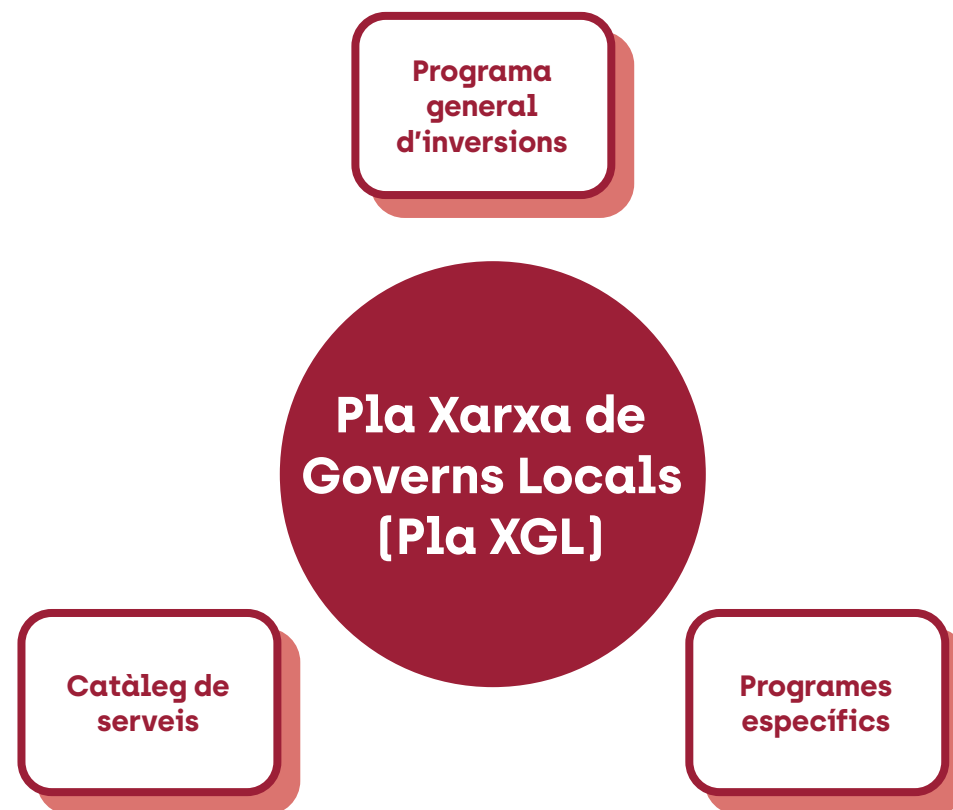 Programa
general
d'inversions
Pla Xarxa de
Governs Locals
(Pla XGL)
Catàleg de
serveis
Programes
específics